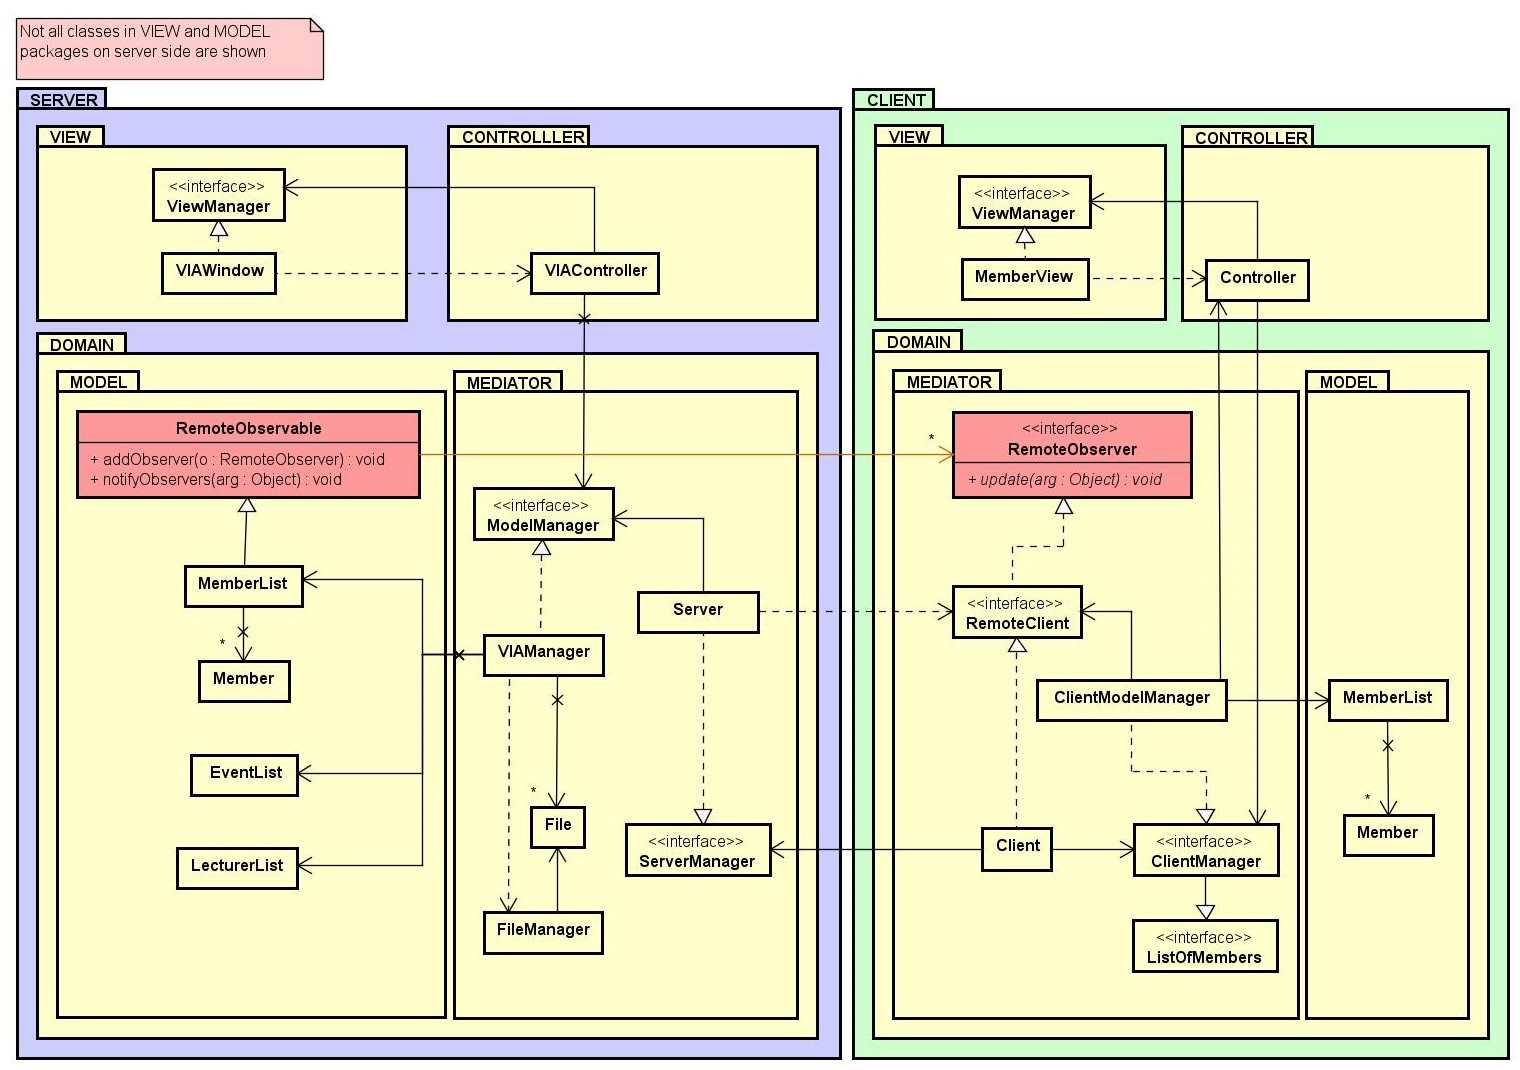 Not all classes in VIEW and MODEL
packages on server side are shown
SERVER
VIEW
<<interface>>
ViewManager
VIAWindow
CONTROLLLER
VIAController
DOMAIN
MODEL
RemoteObservable
+ addObserver(o : RemoteObserver) : void
+ notifyObservers(arg : Object) : void
MemberList
*
Member
EventList
LecturerList
MEDIATOR
<<interface>>
ModelManager
Server
VIAManager
*
File
<<interface>>
ServerManager
FileManager
CLIENT
VIEW
<<interface>>
ViewManager
MemberView
CONTROLLER
Controller
DOMAIN
MEDIATOR
*
<<interface>>
RemoteObserver
+ update(arg : Object) : void
<<interface>>
RemoteClient
ClientModelManager
Client
<<interface>>
ClientManager
<<interface>>
ListOfMembers
MODEL
MemberList
*
Member